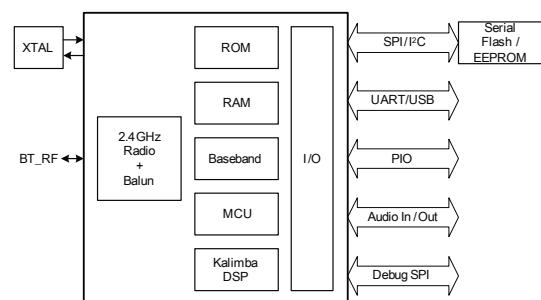 XTAL
BT_RF
2.4GHz
Radio
+
Balun
ROM
RAM
Baseband
MCU
Kalimba
DSP
I/O
SPI/I²C
UART/USB
PIO
Audio In/Out
Debug SPI
Serial
Flash /
EEPROM